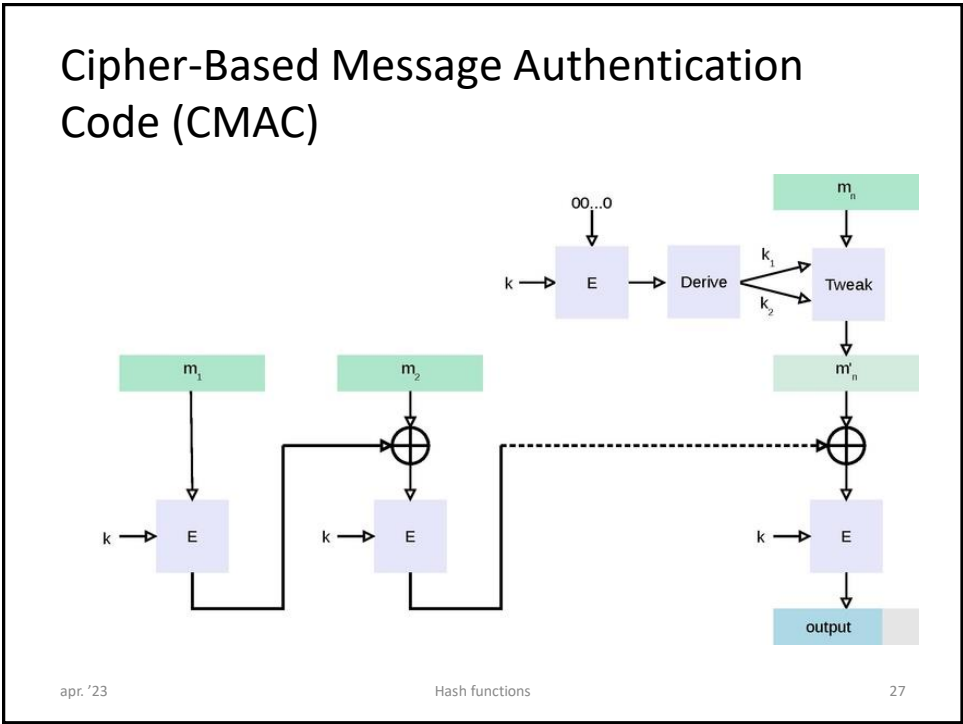 Cipher-Based Message Authentication
Code (CMAC)
m_n
00...0
k
E
Derive
k_1
k_2
Tweak
m_1
m_2
m'_n
k
E
k
E
k
E
output
apr. ’23
Hash functions
27